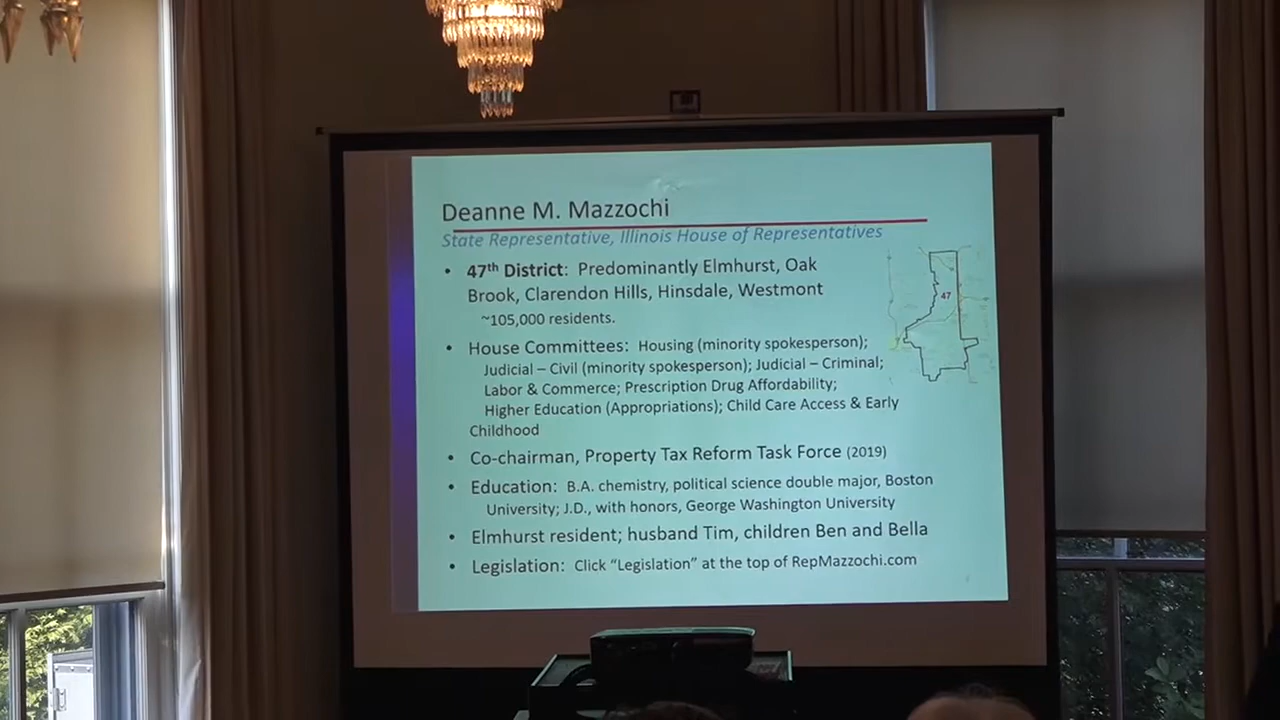 Deanne M. Mazzochi
State Representative, Illinois House of Representatives
• 47th District: Predominantly Elmhurst, Oak
Brook, Clarendon Hills, Hinsdale, Westmont
~105,000 residents.
47
• House Committees: Housing (minority spokesperson);
Judicial – Civil (minority spokesperson); Judicial – Criminal;
Labor & Commerce; Prescription Drug Affordability;
Higher Education (Appropriations); Child Care Access & Early
Childhood
• Co-chairman, Property Tax Reform Task Force (2019)
• Education: B.A. chemistry, political science double major, Boston
University; J.D., with honors, George Washington University
• Elmhurst resident; husband Tim, children Ben and Bella
• Legislation: Click “Legislation” at the top of RepMazzochi.com